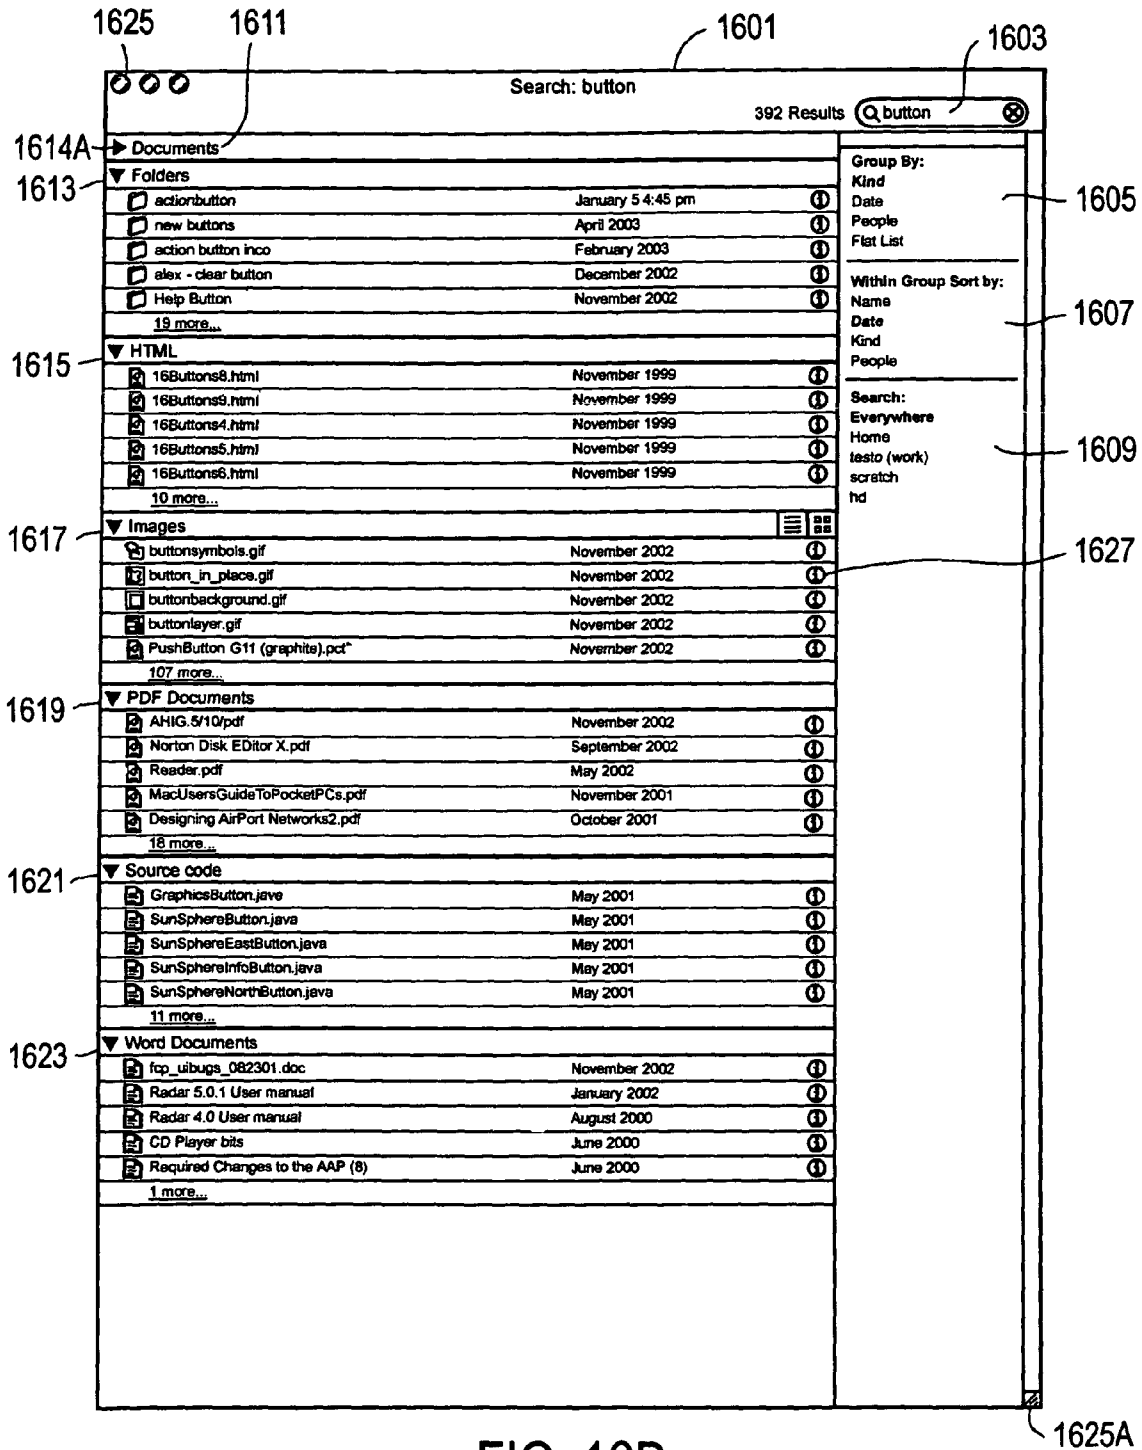 1625 1611 1601 1603
Search: button
392 Results button
1614A Documents
1613 Folders
actionbutton January 5 4:45 pm
new buttons April 2003
action button inco February 2003
alex - clear button December 2002
Help Button November 2002
19 more...
1615 HTML
16Buttons8.html November 1999
16Buttons9.html November 1999
16Buttons4.html November 1999
16Buttons5.html November 1999
16Buttons6.html November 1999
10 more...
1617 Images
buttonsymbols.gif November 2002
button_in_place.gif November 2002
buttonbackground.gif November 2002
buttonlayer.gif November 2002
PushButton G11 (graphite).pct" November 2002
107 more...
1619 PDF Documents
AHIG.5/10/pdf November 2002
Norton Disk EDitor X.pdf September 2002
Reader.pdf May 2002
MacUsersGuideToPocketPCs.pdf November 2001
Designing AirPort Networks2.pdf October 2001
18 more...
1621 Source code
GraphicsButton.jave May 2001
SunSphereButton.java May 2001
SunSphereEastButton.java May 2001
SunSphereInfoButton.java May 2001
SunSphereNorthButton.java May 2001
11 more...
1623 Word Documents
fcp_uibugs_082301.doc November 2002
Radar 5.0.1 User manual January 2002
Radar 4.0 User manual August 2000
CD Player bits June 2000
Required Changes to the AAP (8) June 2000
1 more...
Group By:
Kind
Date
People
Flat List
1605
Within Group Sort by:
Name
Date
Kind
People
1607
Search:
Everywhere
Home
testo (work)
scratch
hd
1609
1627
1625A